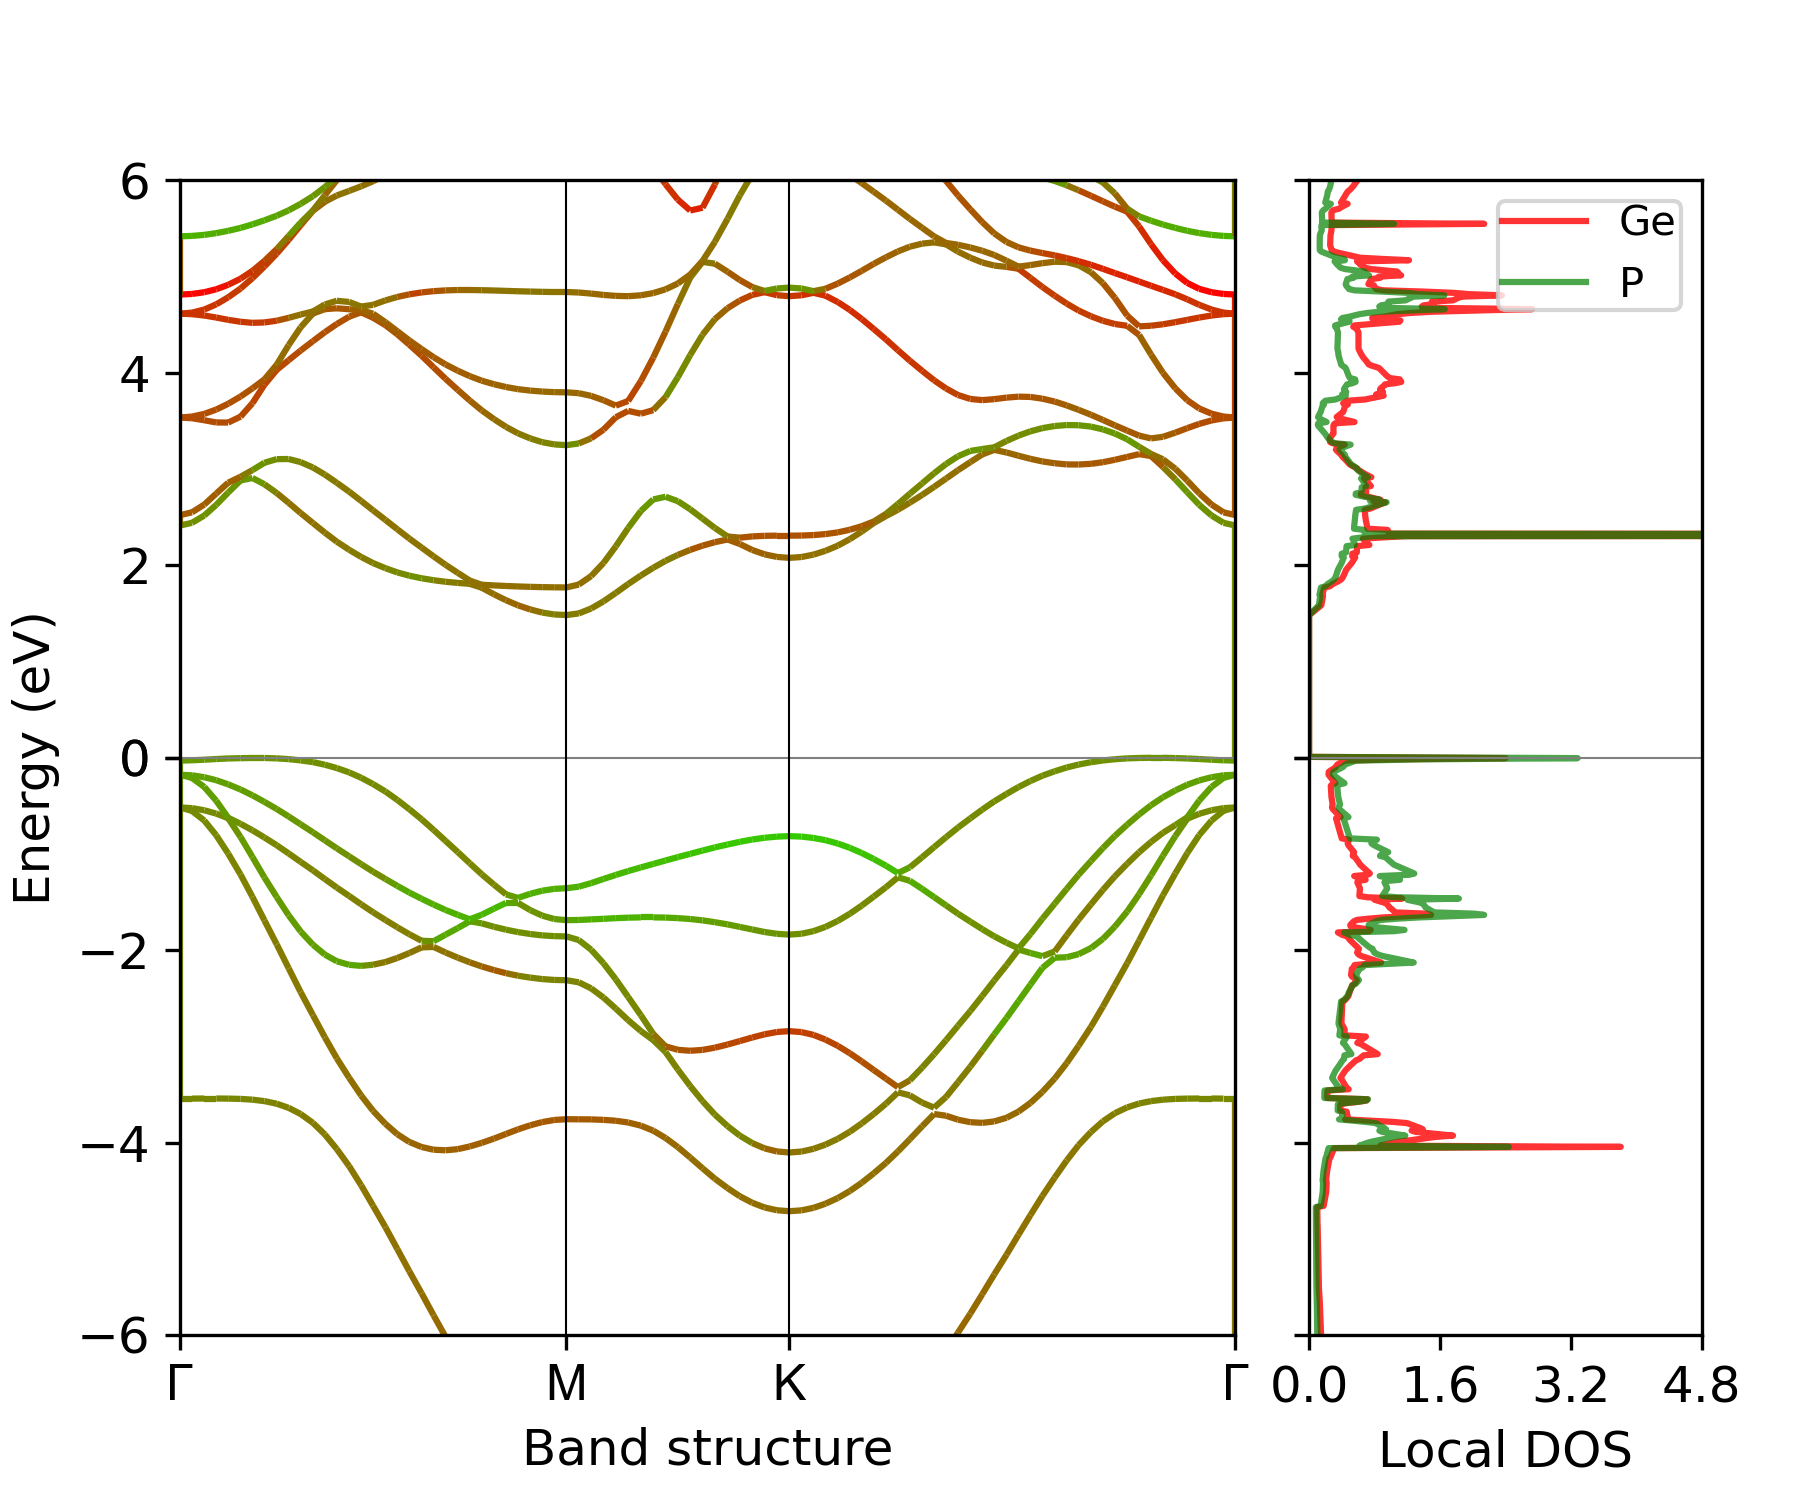 6
4
2
0
−2
−4
−6
Energy (eV)
Γ
M
K
Γ
Band structure
Ge
P
0.0
1.6
3.2
4.8
Local DOS